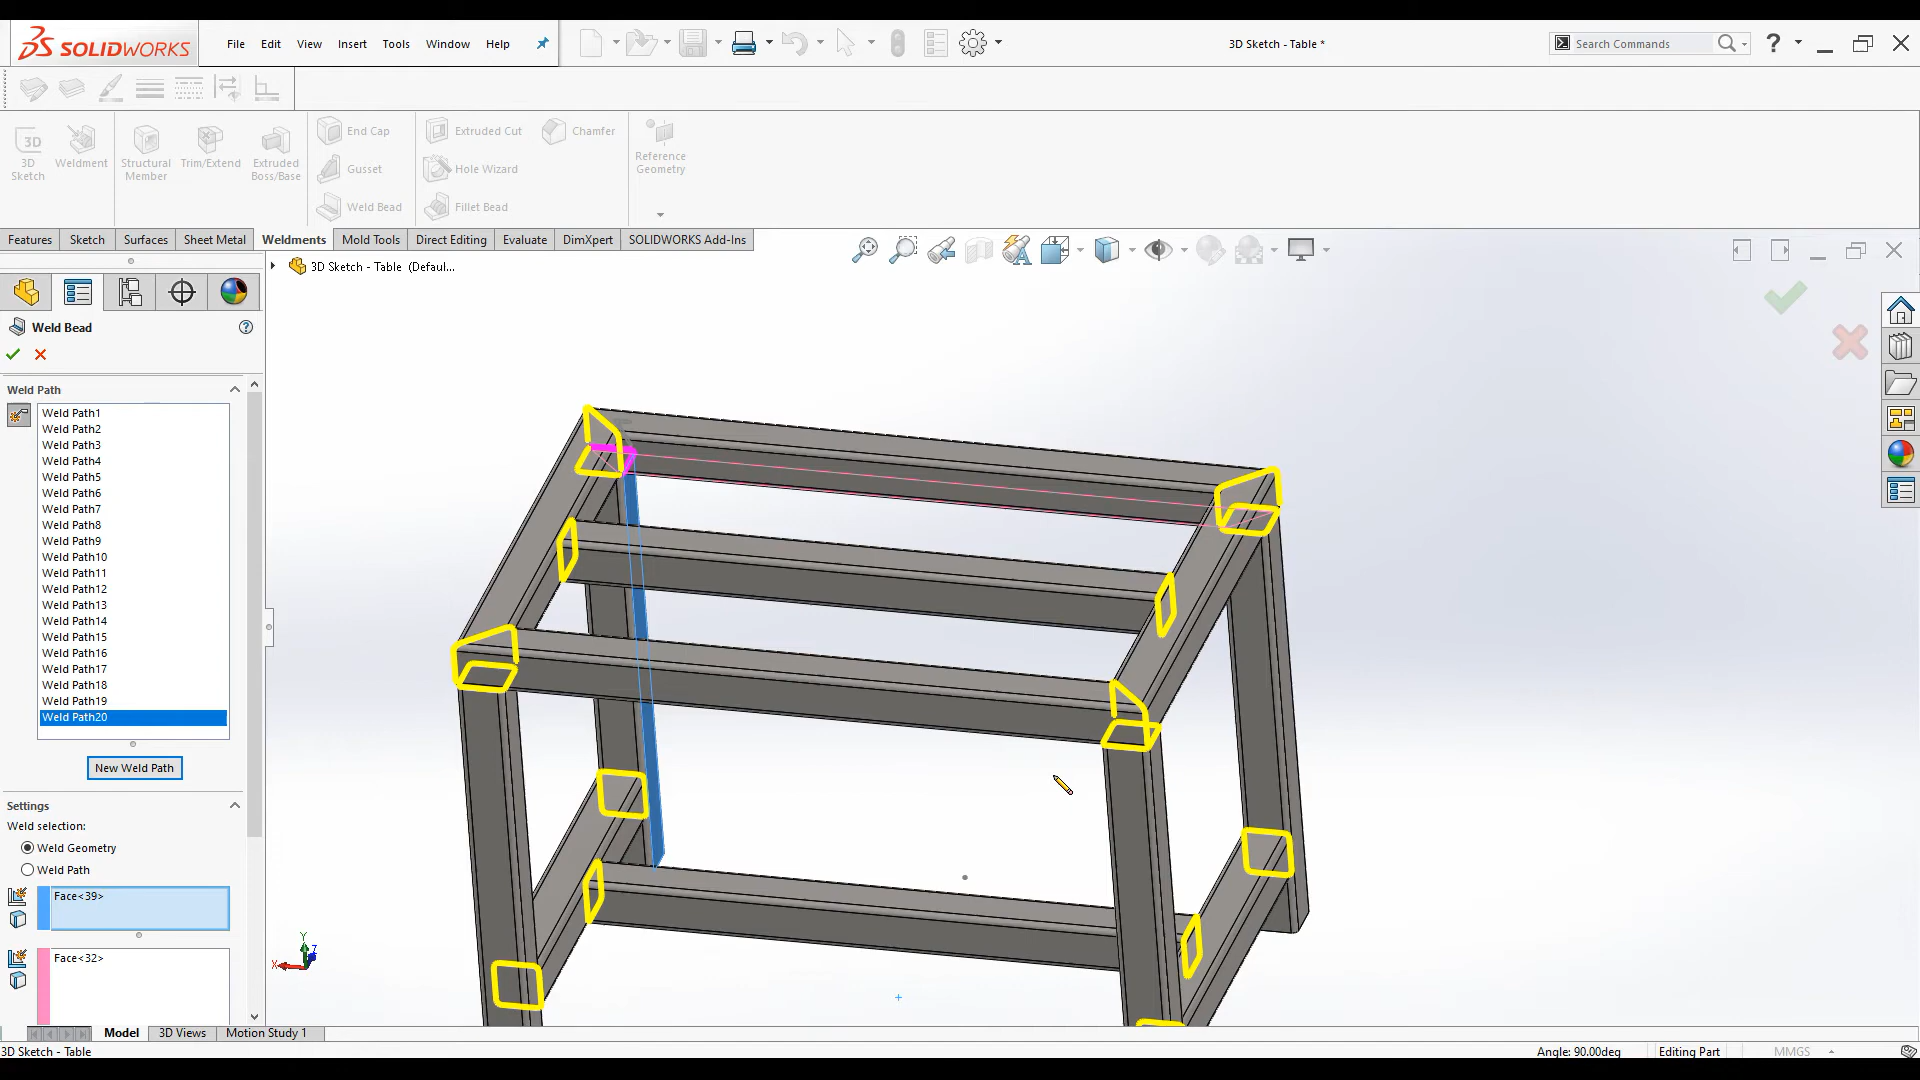 SOLIDWORKS
File Edit View Insert Tools Window Help
3D Sketch - Table *
Search Commands
?
3D Sketch
Weldment
Structural Member
Trim/Extend
Extruded Boss/Base
End Cap
Gusset
Weld Bead
Extruded Cut
Hole Wizard
Fillet Bead
Chamfer
Reference Geometry
Features Sketch Surfaces Sheet Metal Weldments Mold Tools Direct Editing Evaluate DimXpert SOLIDWORKS Add-Ins
3D Sketch - Table (Defaul...
Weld Bead
?
Weld Path
Weld Path1
Weld Path2
Weld Path3
Weld Path4
Weld Path5
Weld Path6
Weld Path7
Weld Path8
Weld Path9
Weld Path10
Weld Path11
Weld Path12
Weld Path13
Weld Path14
Weld Path15
Weld Path16
Weld Path17
Weld Path18
Weld Path19
Weld Path20
New Weld Path
Settings
Weld selection:
Weld Geometry
Weld Path
Face<39>
Face<32>
Y
Z
X
Model 3D Views Motion Study 1
3D Sketch - Table
Angle: 90.00deg Editing Part MMGS